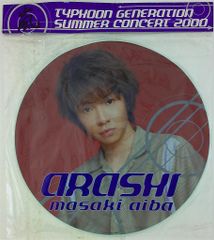 TYPHOON GENERATION
SUMMER CONCERT 2000
ARASHI
masaki aiba